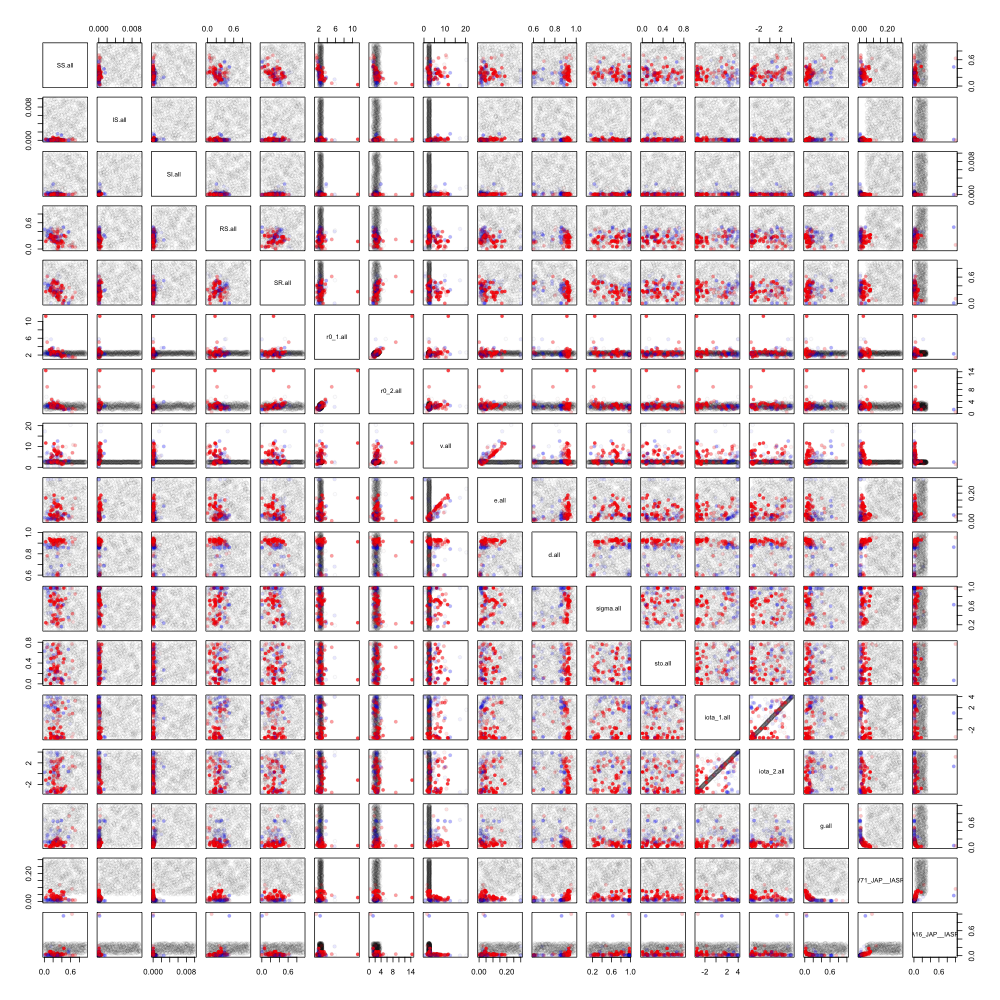 0.000 0.008 0.0 0.6 2 6 10 0 5 10 20 0.6 0.8 1.0 0.0 0.4 0.8 -2 2 0.00 0.30
SS.all 0.0 0.6
0.000 0.008 IS.all
SI.all 0.000 0.008
0.0 0.6 RS.all
SR.all 0.0 0.6
2 6 10 r0_1.all
r0_2.all 0 4 8 14
0 10 20 v.all
e.all 0.00 0.20
0.6 0.8 1.0 d.all
sigma.all 0.2 0.6 1.0
0.0 0.4 0.8 sto.all
iota_1.all -2 4
-2 2 iota_2.all
g.all 0.0 0.6
0.00 0.20 /71_JAP__IASF
A16_JAP__IASF 0.0 0.6
0.0 0.6 0.000 0.008 0.0 0.6 0 4 8 14 0.00 0.20 0.2 0.6 1.0 -2 2 4 0.0 0.6 0.0 0.6